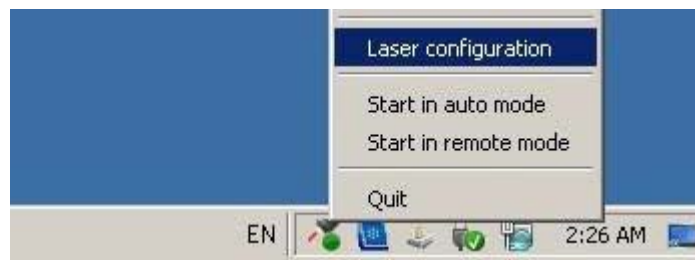 Laser configuration
Start in auto mode
Start in remote mode
Quit
EN 2:26 AM